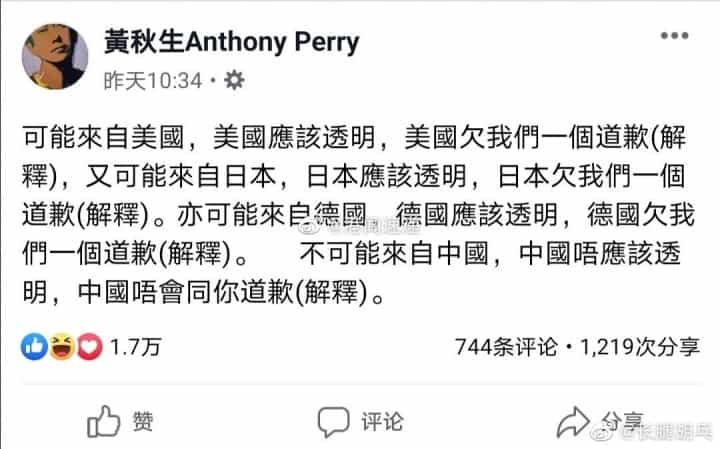 黃秋生Anthony Perry
昨天10:34
可能來自美國，美國應該透明，美國欠我們一個道歉(解
釋)，又可能來自日本，日本應該透明，日本欠我們一個
道歉(解釋)。亦可能來自德國 德國應該透明，德國欠我
們一個道歉(解釋)。 不可能來自中國，中國唔應該透
明，中國唔會同你道歉(解釋)。
1.7万
744条评论・1,219次分享
赞
评论
分享
@长腿胡兵